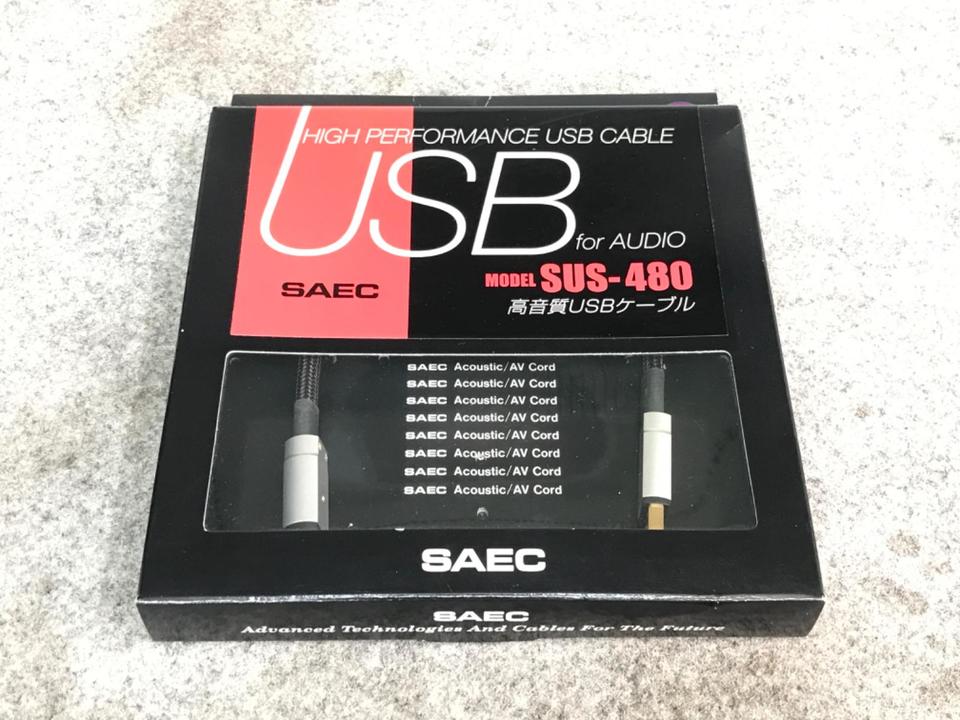 HIGH PERFORMANCE USB CABLE
USB
for AUDIO
MODEL SUS-480
SAEC
高音質USBケーブル
SAEC Acoustic/AV Cord
SAEC Acoustic/AV Cord
SAEC Acoustic/AV Cord
SAEC Acoustic/AV Cord
SAEC Acoustic/AV Cord
SAEC Acoustic/AV Cord
SAEC Acoustic/AV Cord
SAEC Acoustic/AV Cord
SAEC
SAEC
Advanced Technologies And Cables For The Future